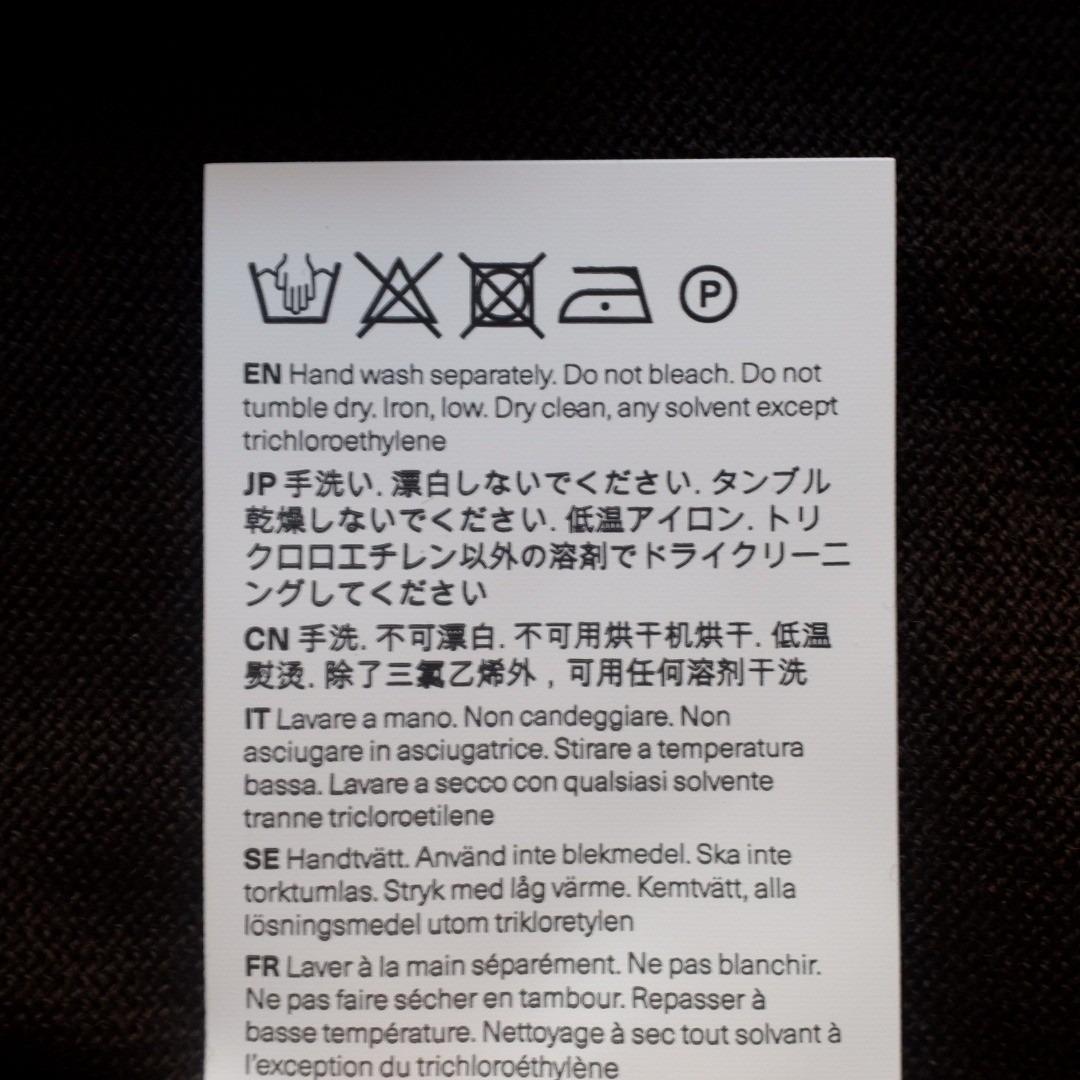 P
EN Hand wash separately. Do not bleach. Do not
tumble dry. Iron, low. Dry clean, any solvent except
trichloroethylene
JP 手洗い. 漂白しないでください. タンブル
乾燥しないでください. 低温アイロン. トリ
クロロエチレン以外の溶剤でドライクリーニ
ングしてください
CN 手洗. 不可漂白. 不可用烘干机烘干. 低温
熨烫. 除了三氯乙烯外，可用任何溶剂干洗
IT Lavare a mano. Non candeggiare. Non
asciugare in asciugatrice. Stirare a temperatura
bassa. Lavare a secco con qualsiasi solvente
tranne tricloroetilene
SE Handtvätt. Använd inte blekmedel. Ska inte
torktumlas. Stryk med låg värme. Kemtvätt, alla
lösningsmedel utom trikloretylen
FR Laver à la main séparément. Ne pas blanchir.
Ne pas faire sécher en tambour. Repasser à
basse température. Nettoyage à sec tout solvant à
l'exception du trichloroéthylène